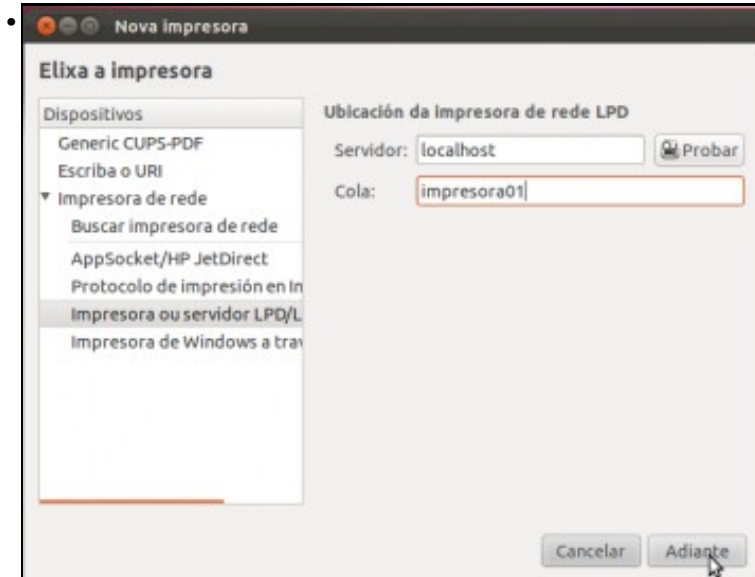 Nova impresora
Elixa a impresora
Dispositivos
Generic CUPS-PDF
Escriba o URI
Impresora de rede
Buscar impresora de rede
AppSocket/HP JetDirect
Protocolo de impresión en In
Impresora ou servidor LPD/L
Impresora de Windows a trav
Ubicación da impresora de rede LPD
Servidor: localhost Probar
Cola: impresora01
Cancelar Adiante